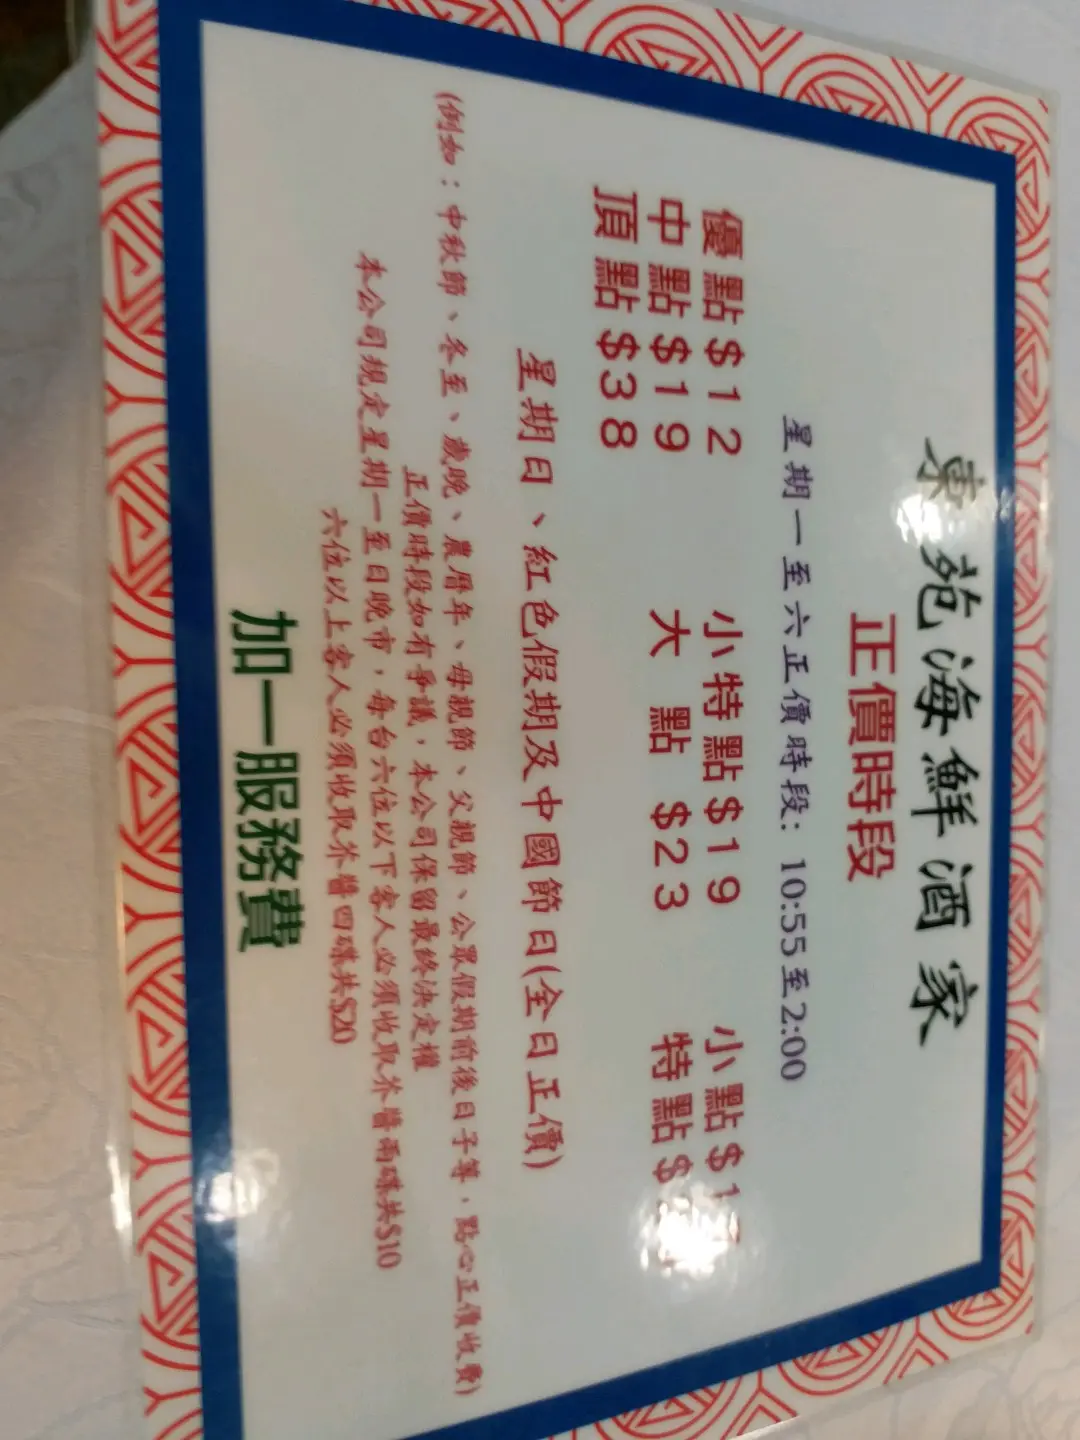 東苑海鮮酒家
正價時段
星期一至六正價時段: 10:55至2:00
優點$12 小特點$19 小點$1
中點$19 大點 $23 特點$
頂點$38
星期日、紅色假期及中國節日(全日正價)
(例如：中秋節、冬至、歲晚、農曆年、母親節、父親節、公眾假期前後日子等，點心正價收費)
正價時段如有爭議，本公司保留最終決定權
本公司規定星期一至日晚市，每台六位以下客人必須收取芥醬兩碟共$10
六位以上客人必須收取芥醬四碟共$20
加一服務費